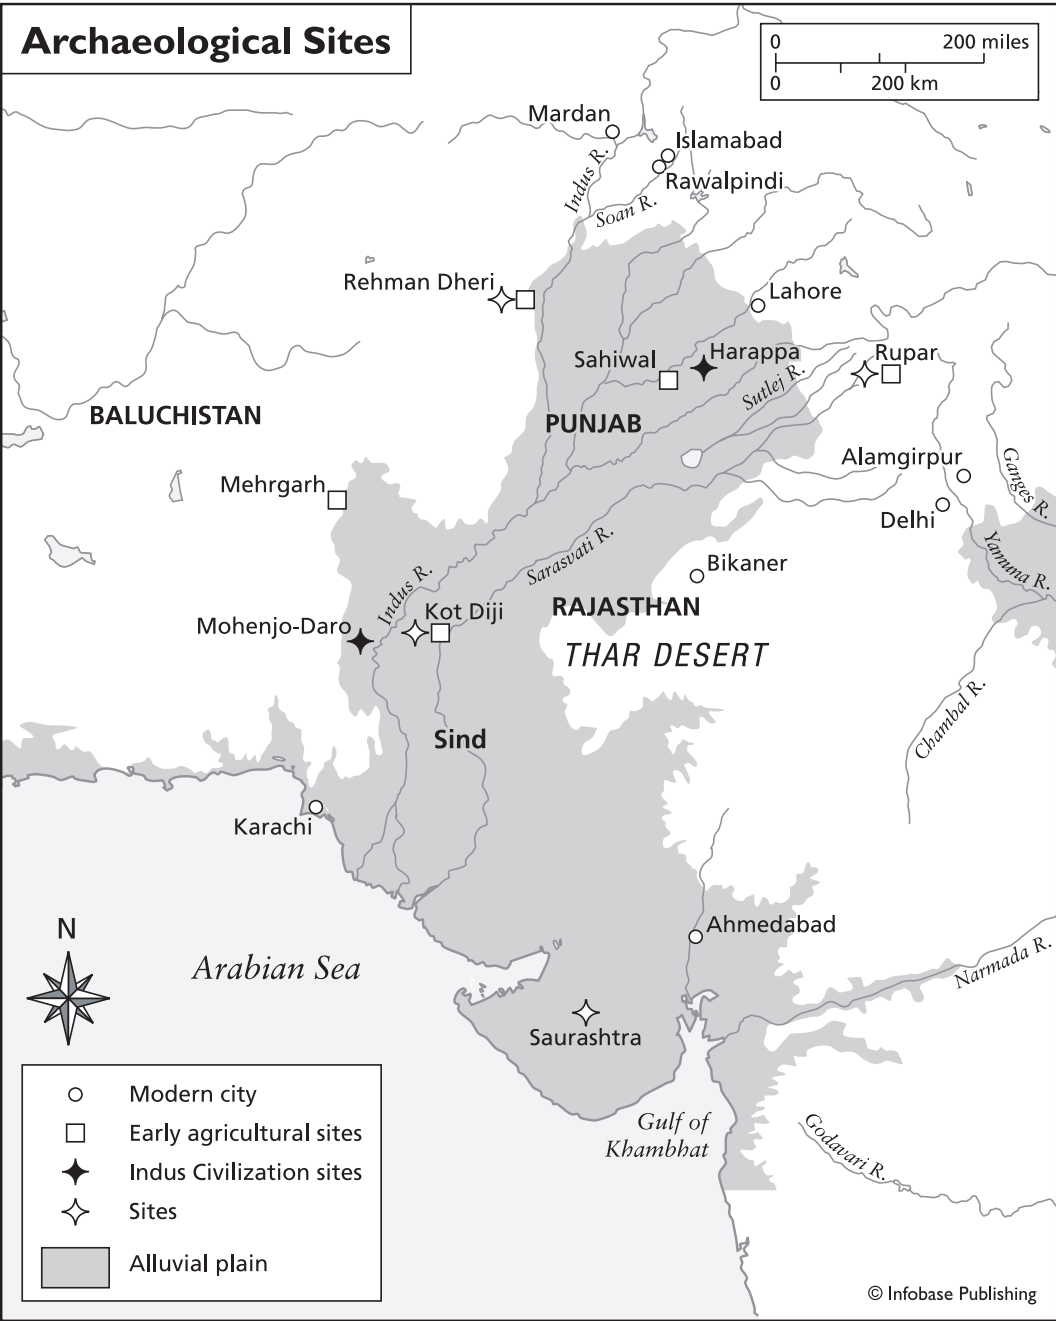 Archaeological Sites
0 200 miles
0 200 km
Mardan
Islamabad
Indus R.
Rawalpindi
Soan R.
Rehman Dheri
Lahore
Sahiwal
Harappa
Rupar
Sutlej R.
BALUCHISTAN
PUNJAB
Alamgirpur
Ganges R.
Mehrgarh
Delhi
Sarasvati R.
Yamuna R.
Bikaner
Indus R.
Kot Diji
RAJASTHAN
Mohenjo-Daro
THAR DESERT
Chambal R.
Sind
Karachi
Ahmedabad
N
Narmada R.
Arabian Sea
Saurashtra
Gulf of
Khambhat
Godavari R.
Modern city
Early agricultural sites
Indus Civilization sites
Sites
Alluvial plain
© Infobase Publishing